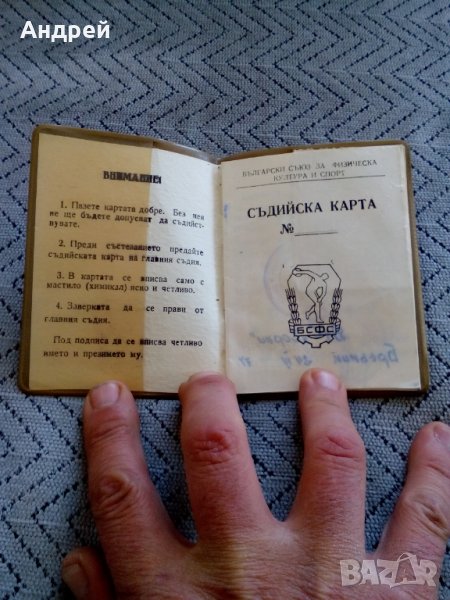 Андрей
ВНИМАНИЕ!
1. Пазете картата добре. Без нея
не ще бъдете допуснат да съдийст-
вувате.
2. Преди състезанието предайте
съдийската карта на главния съдия.
3. В картата се вписва само с
мастило (химикал) ясно и четливо.
4. Заверката да се прави от
главния съдия.
Под подписа да се вписва четливо
името и презимето му.
БЪЛГАРСКИ СЪЮЗ ЗА ФИЗИЧЕСКА
КУЛТУРА И СПОРТ
СЪДИЙСКА КАРТА
№
БСФС
BAZAR